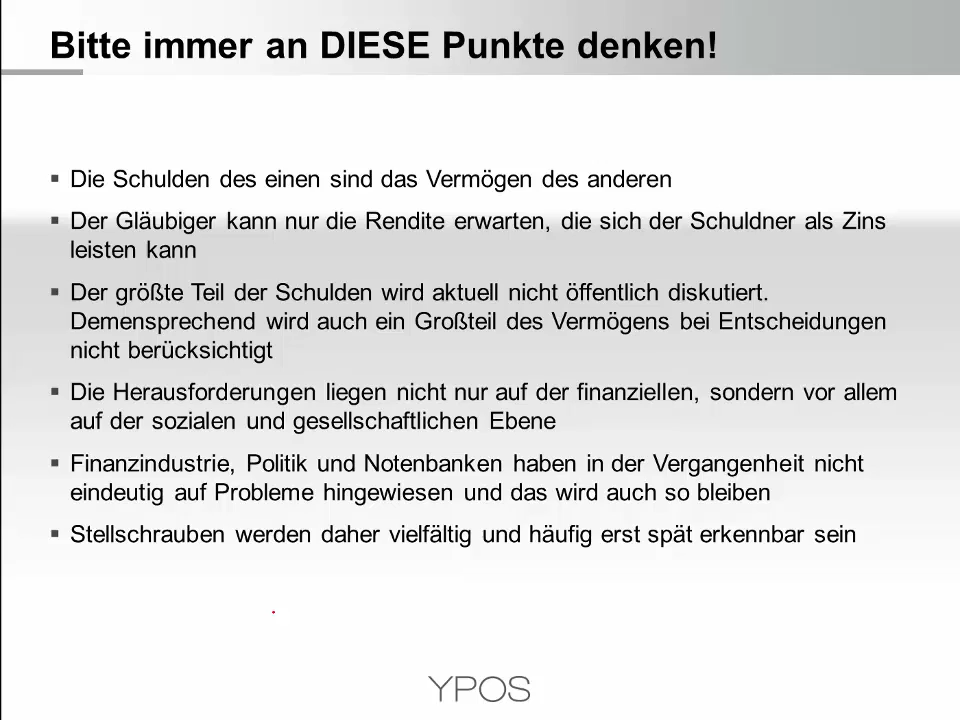 Bitte immer an DIESE Punkte denken!
▪ Die Schulden des einen sind das Vermögen des anderen
▪ Der Gläubiger kann nur die Rendite erwarten, die sich der Schuldner als Zins
leisten kann
▪ Der größte Teil der Schulden wird aktuell nicht öffentlich diskutiert.
Demensprechend wird auch ein Großteil des Vermögens bei Entscheidungen
nicht berücksichtigt
▪ Die Herausforderungen liegen nicht nur auf der finanziellen, sondern vor allem
auf der sozialen und gesellschaftlichen Ebene
▪ Finanzindustrie, Politik und Notenbanken haben in der Vergangenheit nicht
eindeutig auf Probleme hingewiesen und das wird auch so bleiben
▪ Stellschrauben werden daher vielfältig und häufig erst spät erkennbar sein
YPOS